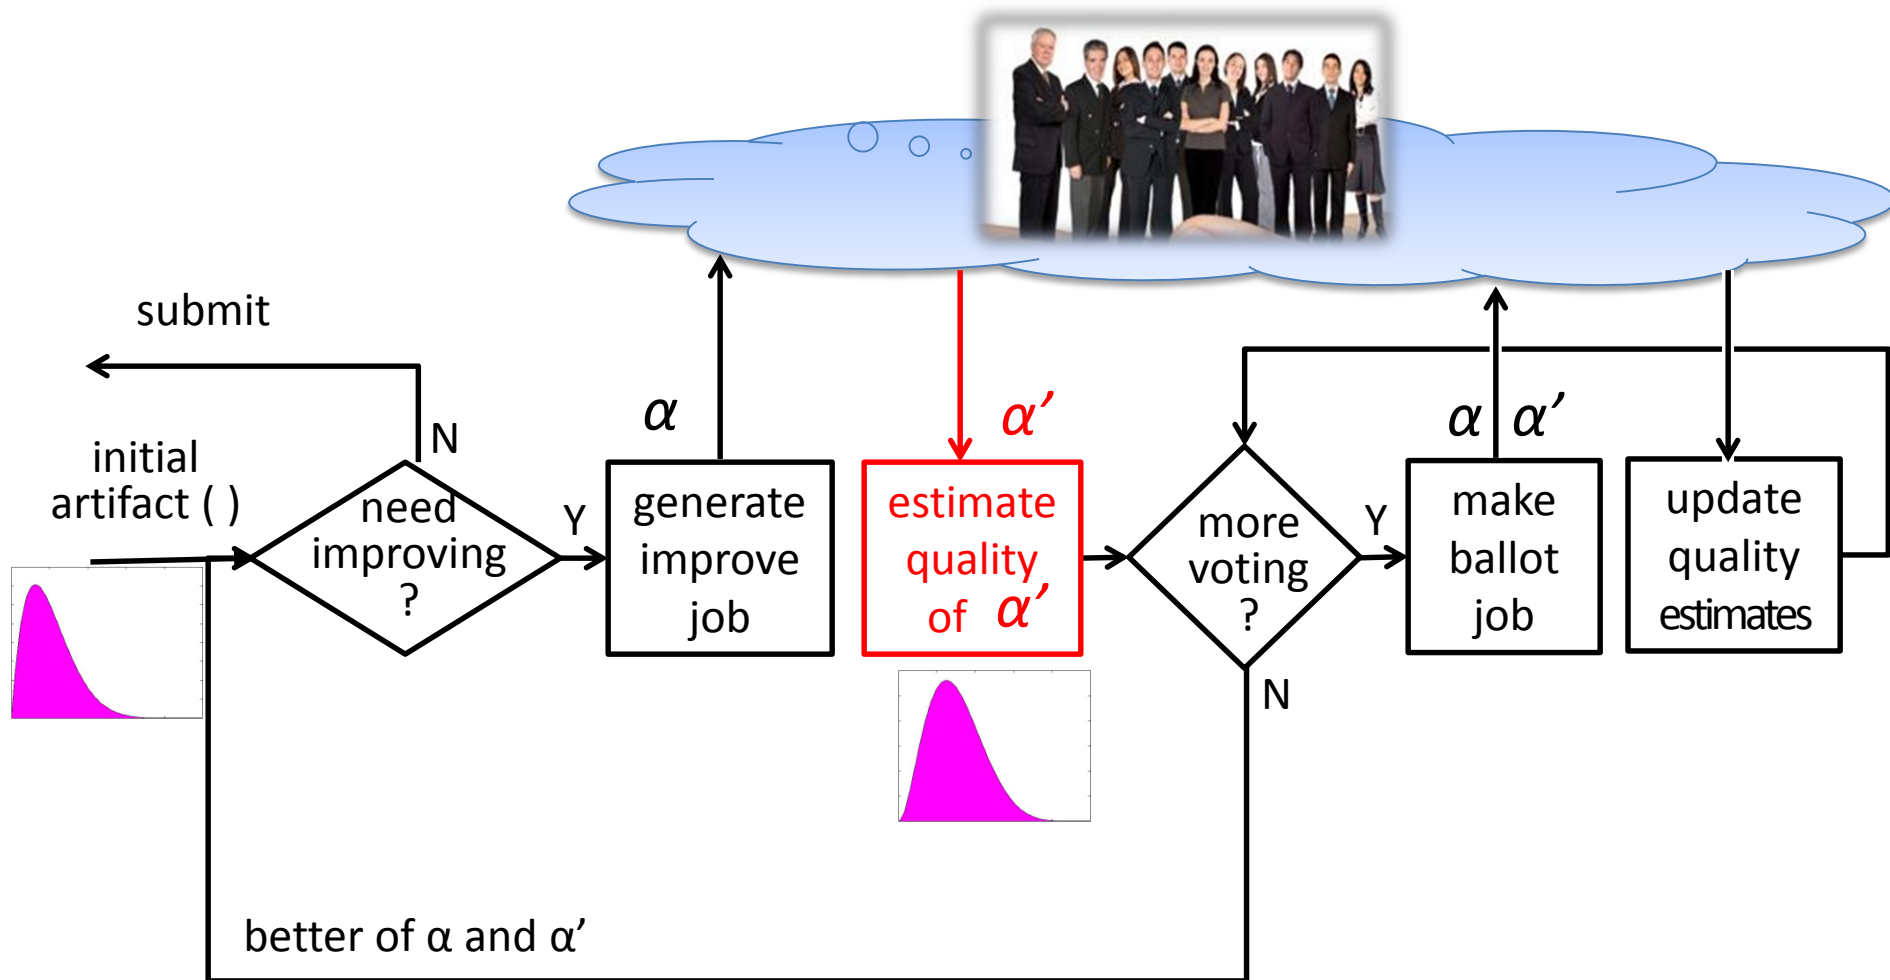 submit
N
initial
artifact ( )
need
improving
?
Y
α
generate
improve
job
α’
estimate
quality
of α’
more
voting
?
Y
N
α α’
make
ballot
job
update
quality
estimates
better of α and α’